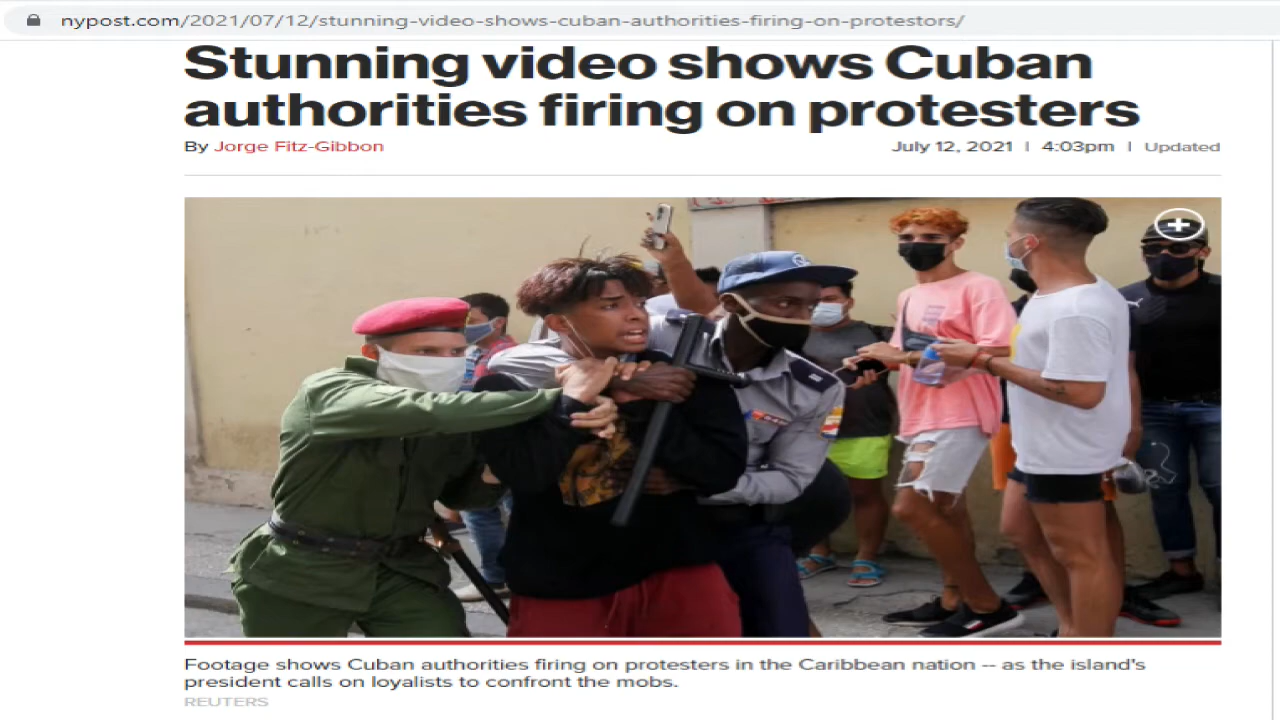 nypost.com/2021/07/12/stunning-video-shows-cuban-authorities-firing-on-protestors/
Stunning video shows Cuban
authorities firing on protesters
By Jorge Fitz-Gibbon
July 12, 2021 | 4:03pm | Updated
Footage shows Cuban authorities firing on protesters in the Caribbean nation -- as the island's
president calls on loyalists to confront the mobs.
REUTERS